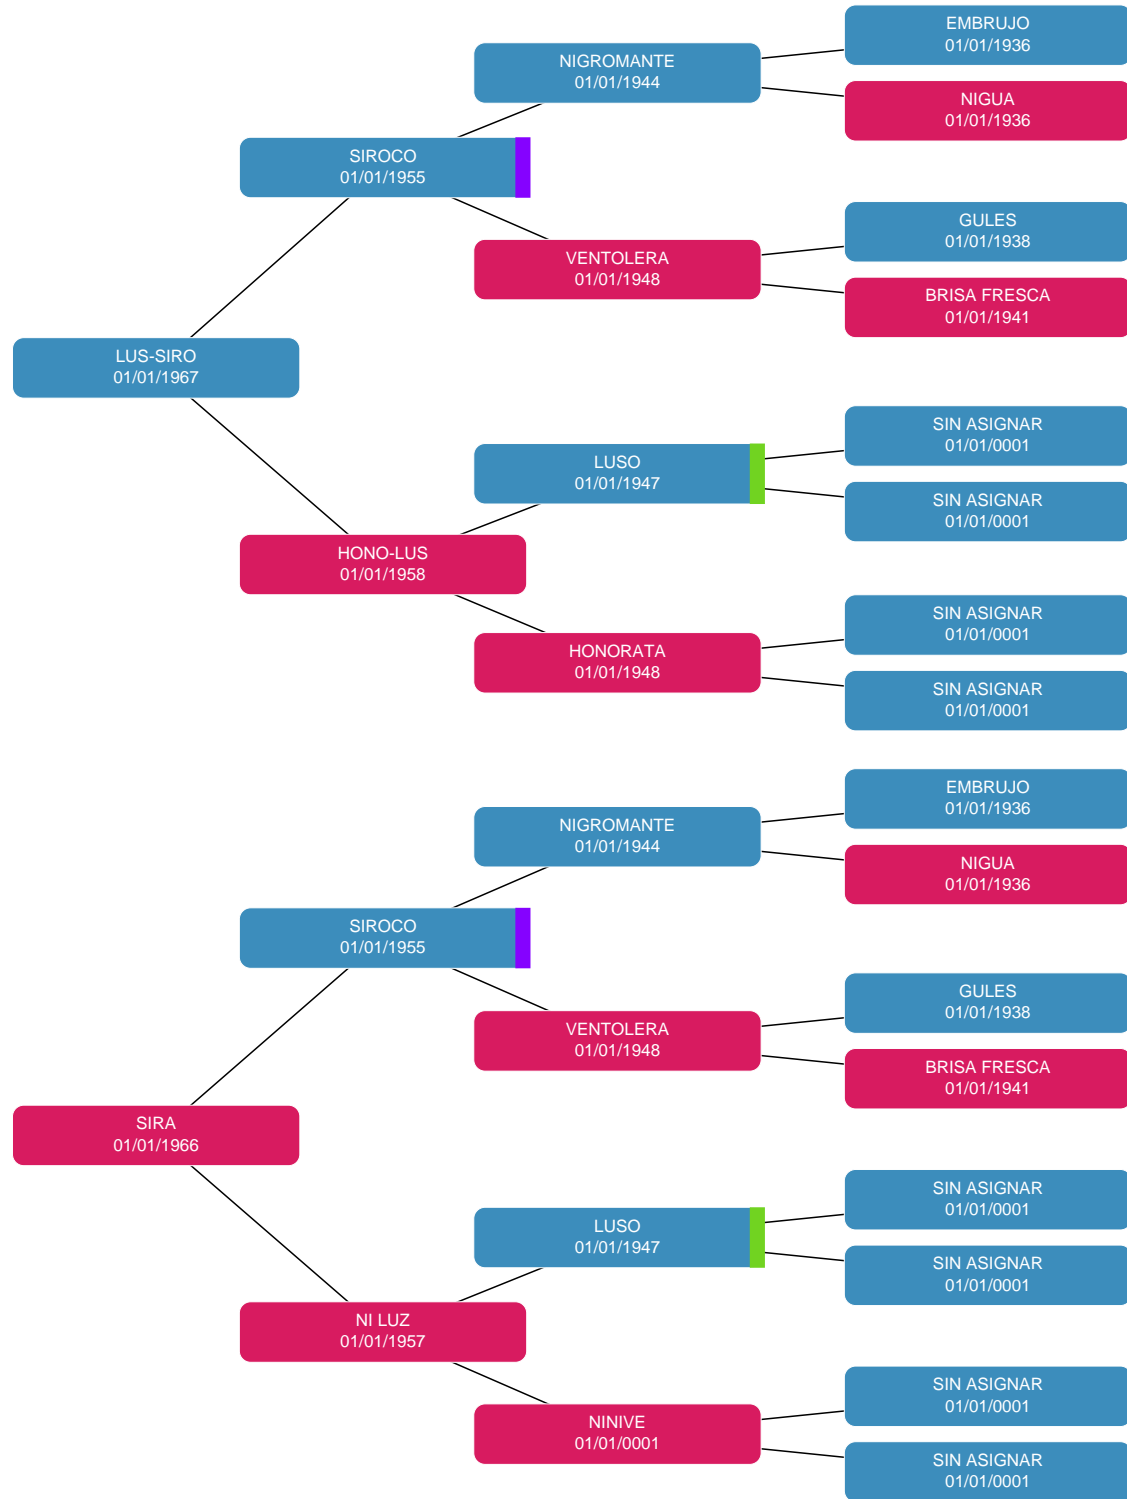 EMBRUJO
01/01/1936
NIGROMANTE
01/01/1944
NIGUA
01/01/1936
SIROCO
01/01/1955
GULES
01/01/1938
VENTOLERA
01/01/1948
BRISA FRESCA
01/01/1941
LUS-SIRO
01/01/1967
SIN ASIGNAR
01/01/0001
LUSO
01/01/1947
SIN ASIGNAR
01/01/0001
HONO-LUS
01/01/1958
SIN ASIGNAR
01/01/0001
HONORATA
01/01/1948
SIN ASIGNAR
01/01/0001
EMBRUJO
01/01/1936
NIGROMANTE
01/01/1944
NIGUA
01/01/1936
SIROCO
01/01/1955
GULES
01/01/1938
VENTOLERA
01/01/1948
BRISA FRESCA
01/01/1941
SIRA
01/01/1966
SIN ASIGNAR
01/01/0001
LUSO
01/01/1947
SIN ASIGNAR
01/01/0001
NI LUZ
01/01/1957
SIN ASIGNAR
01/01/0001
NINIVE
01/01/0001
SIN ASIGNAR
01/01/0001